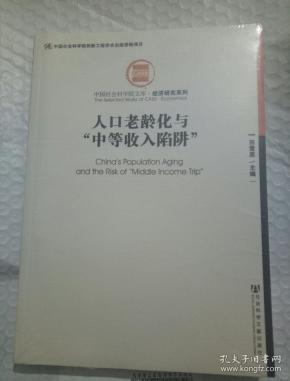 中国社会科学院创新工程学术出版资助项目
中国社会科学院文库·经济研究系列
The Selected Works of CASS · Economics
人口老龄化与
“中等收入陷阱”
China's Population Aging
and the Risk of "Middle Income Trip"
主编
社会科学文献出版社
孔夫子旧书网